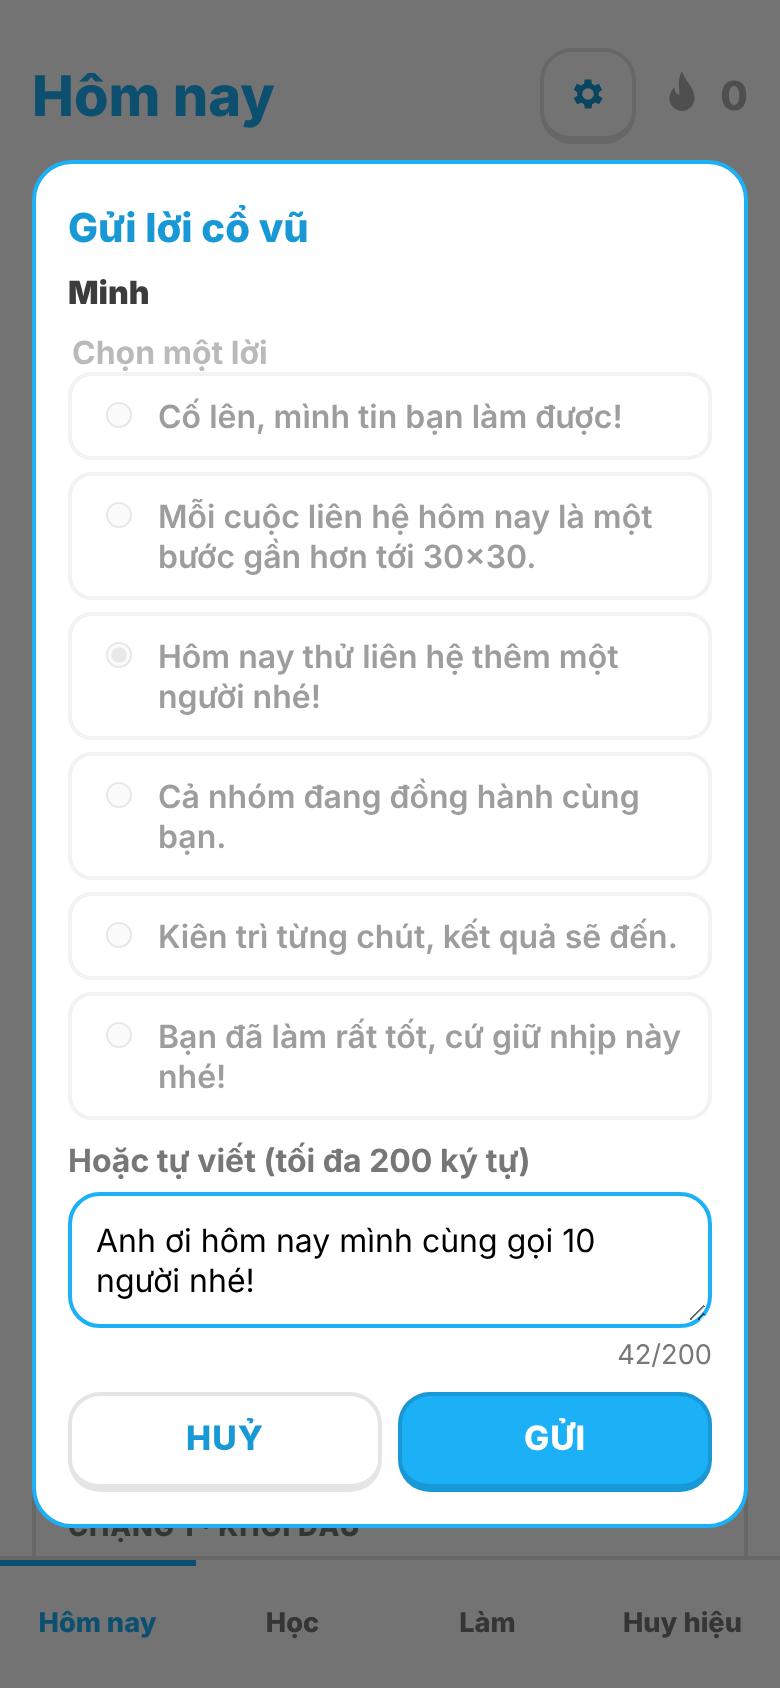 Hôm nay
0
Gửi lời cổ vũ
Minh
Chọn một lời
Cố lên, mình tin bạn làm được!
Mỗi cuộc liên hệ hôm nay là một
bước gần hơn tới 30×30.
Hôm nay thử liên hệ thêm một
người nhé!
Cả nhóm đang đồng hành cùng
bạn.
Kiên trì từng chút, kết quả sẽ đến.
Bạn đã làm rất tốt, cứ giữ nhịp này
nhé!
Hoặc tự viết (tối đa 200 ký tự)
Anh ơi hôm nay mình cùng gọi 10
người nhé!
42/200
HUỶ
GỬI
Hôm nay
Học
Làm
Huy hiệu